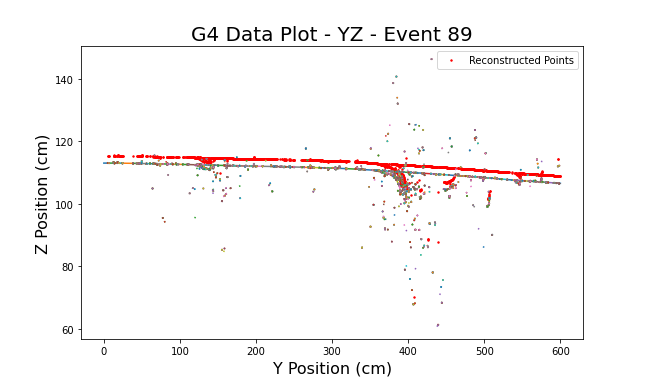 G4 Data Plot - YZ - Event 89
Reconstructed Points
Z Position (cm)
140
120
100
80
60
0 100 200 300 400 500 600
Y Position (cm)